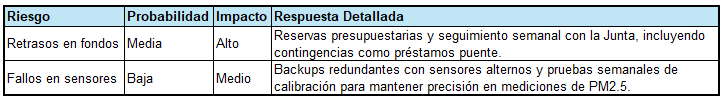 Riesgo Probabilidad Impacto Respuesta Detallada
Retrasos en fondos Media Alto Reservas presupuestarias y seguimiento semanal con la Junta, incluyendo
contingencias como préstamos puente.
Fallos en sensores Baja Medio Backups redundantes con sensores alternos y pruebas semanales de
calibración para mantener precisión en mediciones de PM2.5.